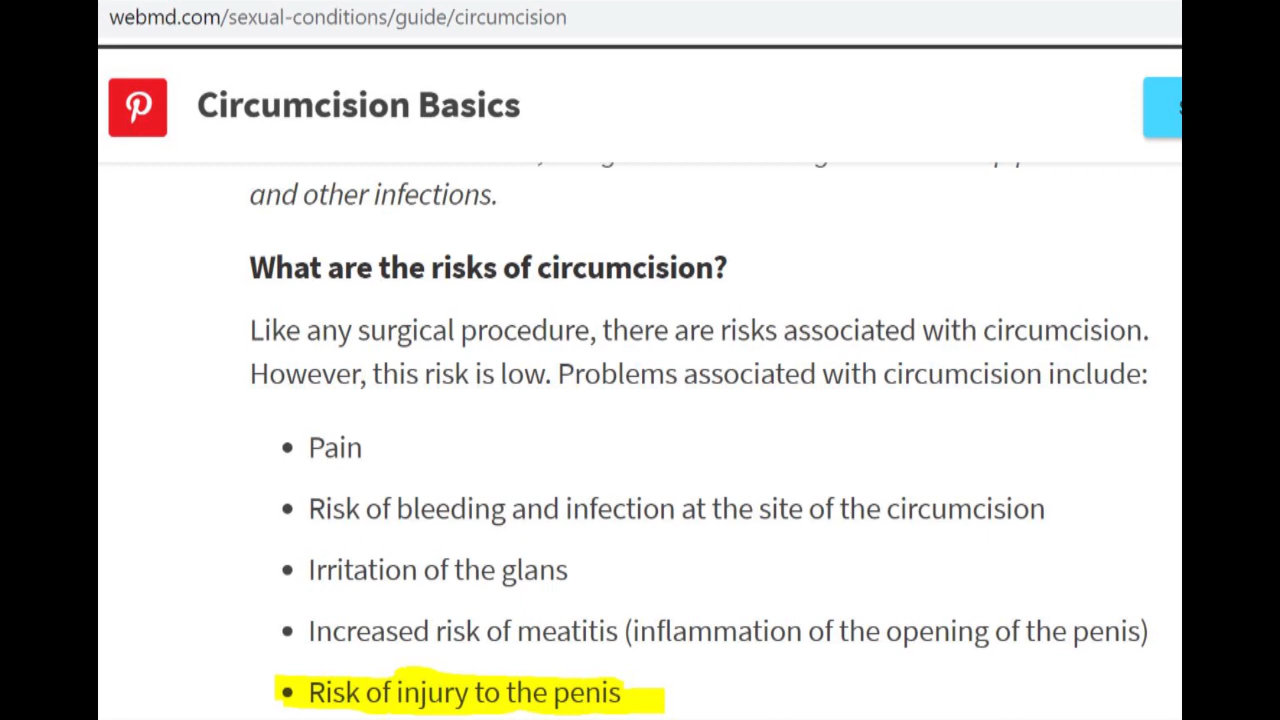 webmd.com/sexual-conditions/guide/circumcision
Circumcision Basics
and other infections.
What are the risks of circumcision?
Like any surgical procedure, there are risks associated with circumcision.
However, this risk is low. Problems associated with circumcision include:
• Pain
• Risk of bleeding and infection at the site of the circumcision
• Irritation of the glans
• Increased risk of meatitis (inflammation of the opening of the penis)
• Risk of injury to the penis